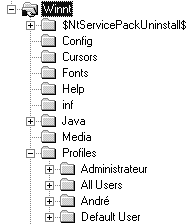 Winnt
$NtServicePackUninstall$
Config
Cursors
Fonts
Help
inf
Java
Media
Profiles
Administrateur
All Users
André
Default User